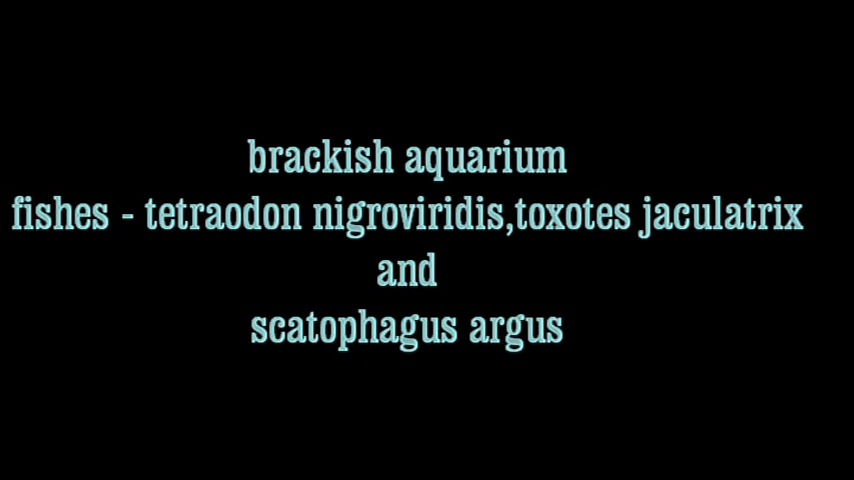 brackish aquarium
fishes - tetraodon nigroviridis,toxotes jaculatrix
and
scatophagus argus